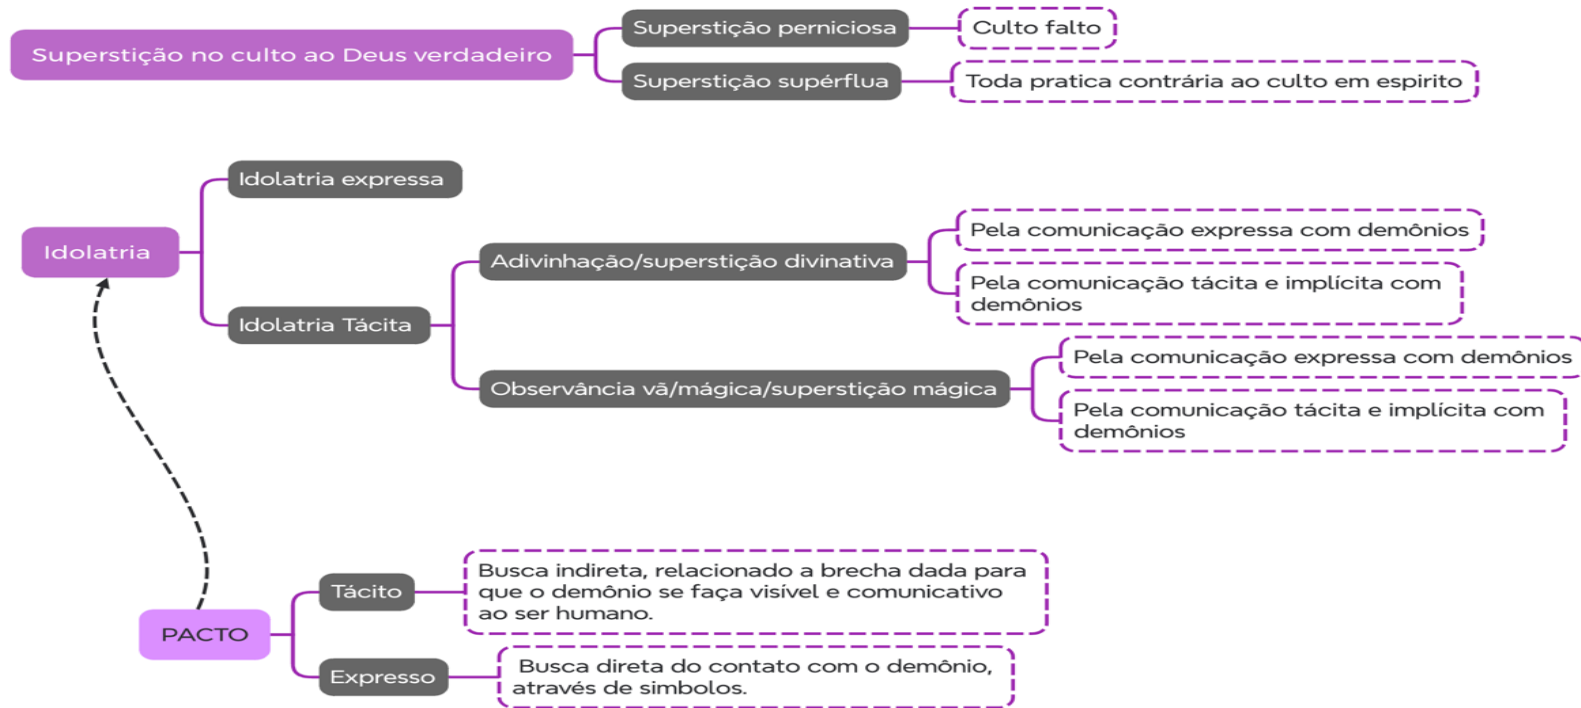 Superstição no culto ao Deus verdadeiro
Superstição perniciosa
Culto falto
Superstição supérflua
Toda pratica contrária ao culto em espirito
Idolatria
Idolatria expressa
Idolatria Tácita
Adivinhação/superstição divinativa
Pela comunicação expressa com demônios
Pela comunicação tácita e implícita com
demônios
Observância vã/mágica/superstição mágica
Pela comunicação expressa com demônios
Pela comunicação tácita e implícita com
demônios
PACTO
Tácito
Busca indireta, relacionado a brecha dada para
que o demônio se faça visível e comunicativo
ao ser humano.
Expresso
Busca direta do contato com o demônio,
através de simbolos.